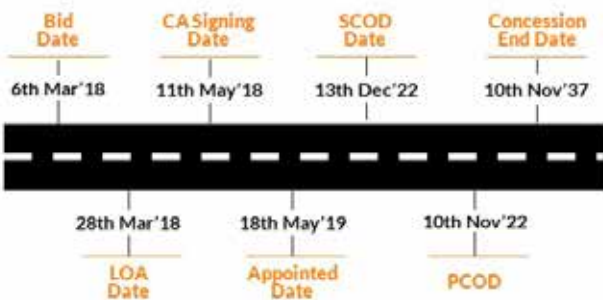 Bid
Date
CA Signing
Date
SCOD
Date
Concession
End Date
6th Mar'18
11th May'18
13th Dec'22
10th Nov'37
28th Mar'18
18th May'19
10th Nov'22
LOA
Date
Appointed
Date
PCOD